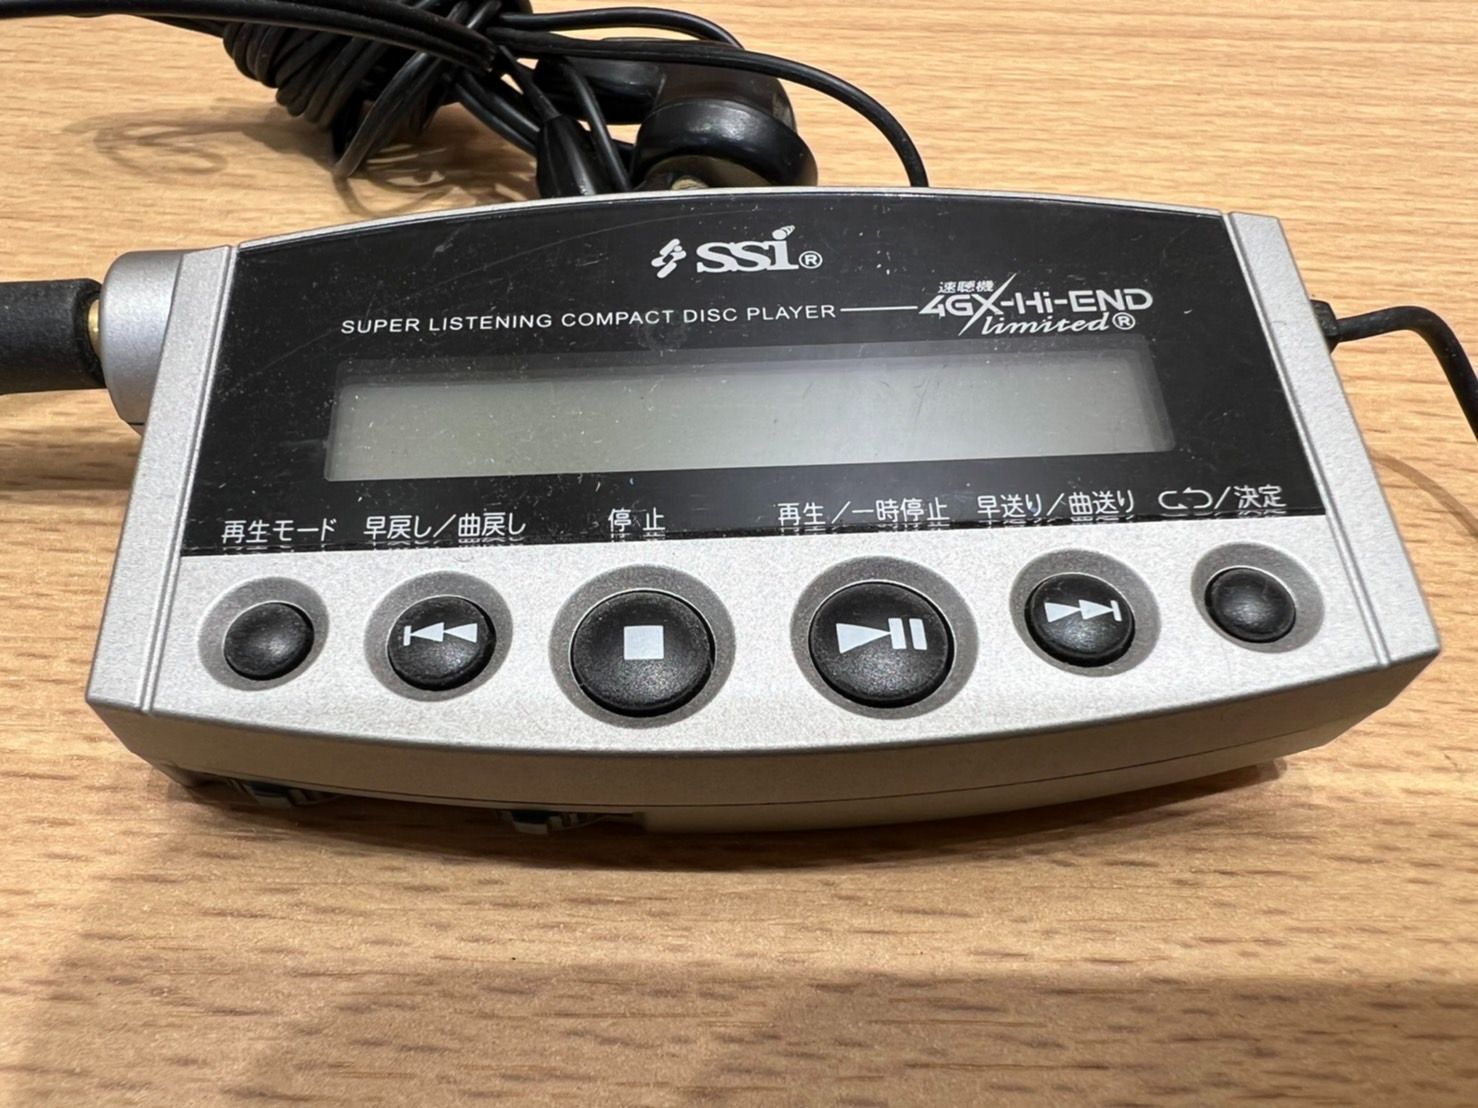 ssi®
速聴機
SUPER LISTENING COMPACT DISC PLAYER 4GX-Hi-END
limited®
再生モード 早戻し/曲戻し 停止 再生/一時停止 早送り/曲送り /決定